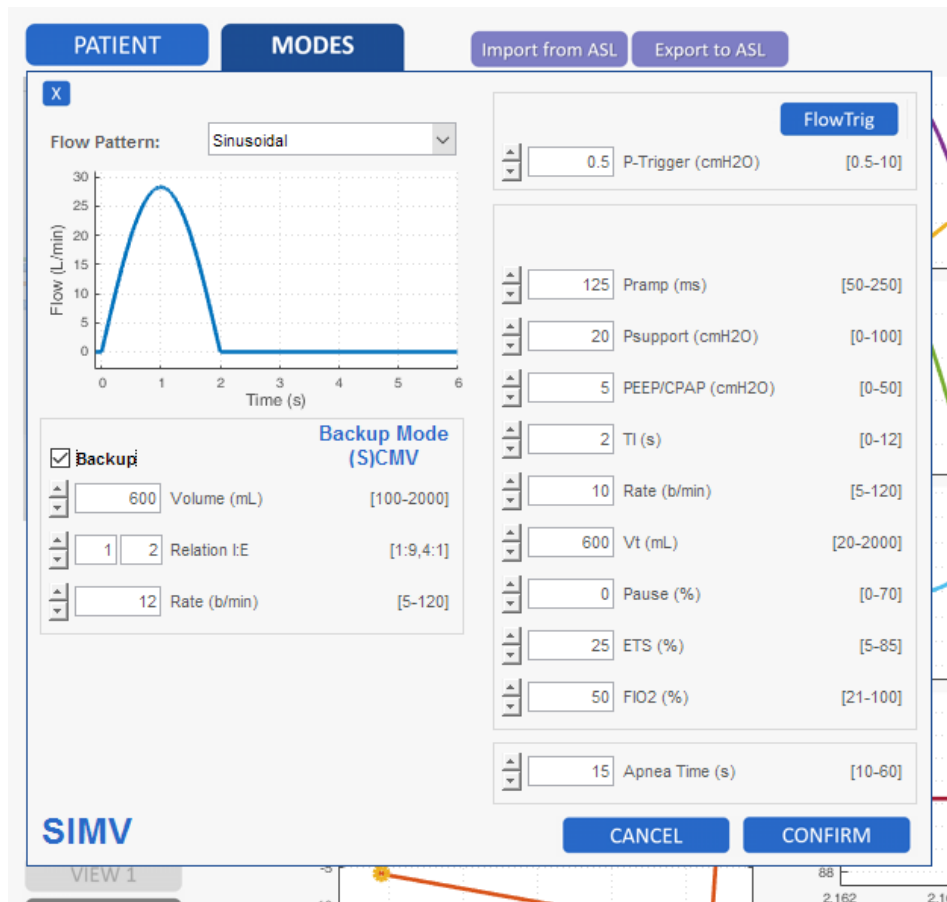 PATIENT
MODES
Import from ASL
Export to ASL
X
Flow Pattern:
Sinusoidal
30
25
20
15
10
5
0
Flow (L/min)
0 1 2 3 4 5 6
Time (s)
Backup
Backup Mode
(S)CMV
600 Volume (mL) [100-2000]
1 2 Relation I:E [1:9,4:1]
12 Rate (b/min) [5-120]
FlowTrig
0.5 P-Trigger (cmH2O) [0.5-10]
125 Pramp (ms) [50-250]
20 Psupport (cmH2O) [0-100]
5 PEEP/CPAP (cmH2O) [0-50]
2 TI (s) [0-12]
10 Rate (b/min) [5-120]
600 Vt (mL) [20-2000]
0 Pause (%) [0-70]
25 ETS (%) [5-85]
50 FIO2 (%) [21-100]
15 Apnea Time (s) [10-60]
SIMV
CANCEL
CONFIRM
VIEW 1
-5
88
2.162